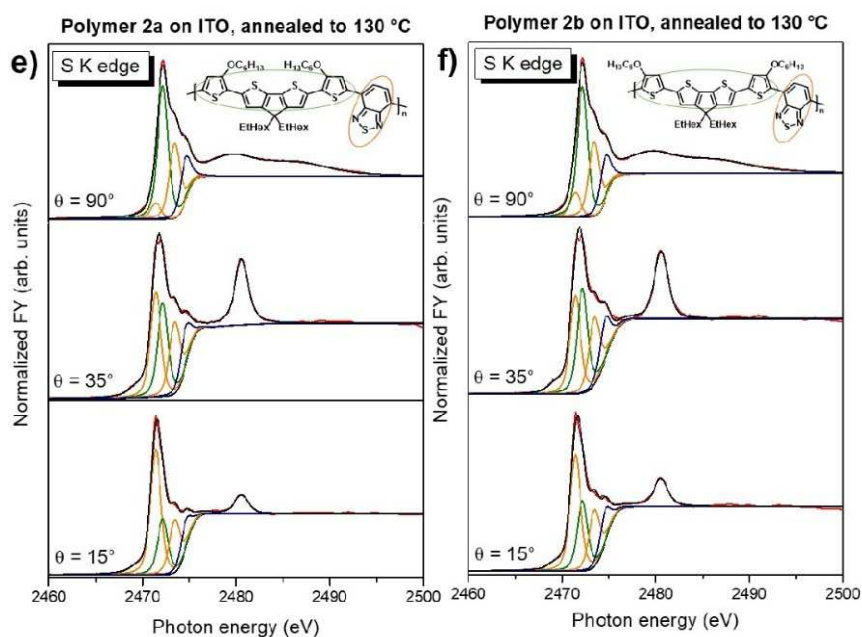 Polymer 2a on ITO, annealed to 130 °C
e)
S K edge
OC₆H₁₃
H₁₃C₆O
S
S
S
S
n
N
S
N
EtHex
EtHex
θ = 90°
θ = 35°
θ = 15°
Normalized FY (arb. units)
2460
2470
2480
2490
2500
Photon energy (eV)
Polymer 2b on ITO, annealed to 130 °C
f)
S K edge
H₁₃C₆O
OC₆H₁₃
S
S
S
S
n
N
S
N
EtHex
EtHex
θ = 90°
θ = 35°
θ = 15°
Normalized FY (arb. units)
2460
2470
2480
2490
2500
Photon energy (eV)